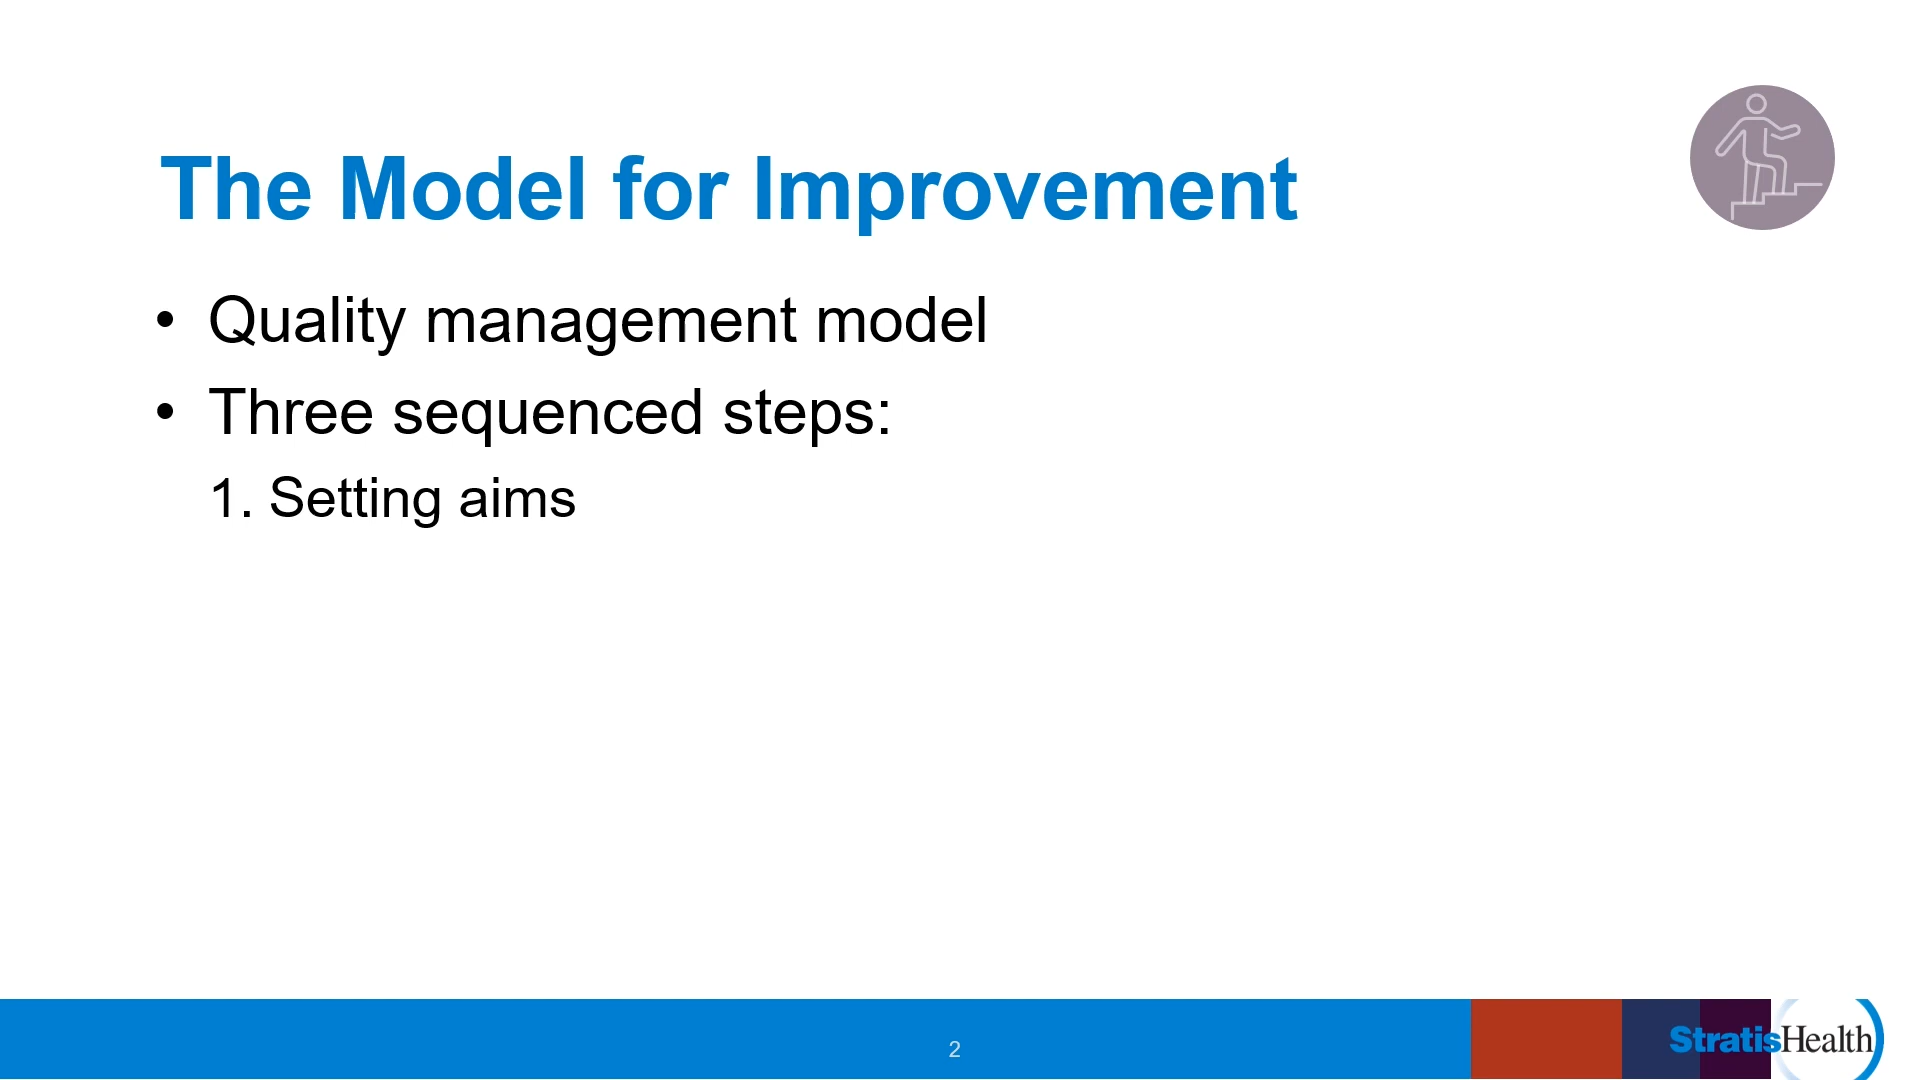 The Model for Improvement
• Quality management model
• Three sequenced steps:
1. Setting aims
2
StratisHealth